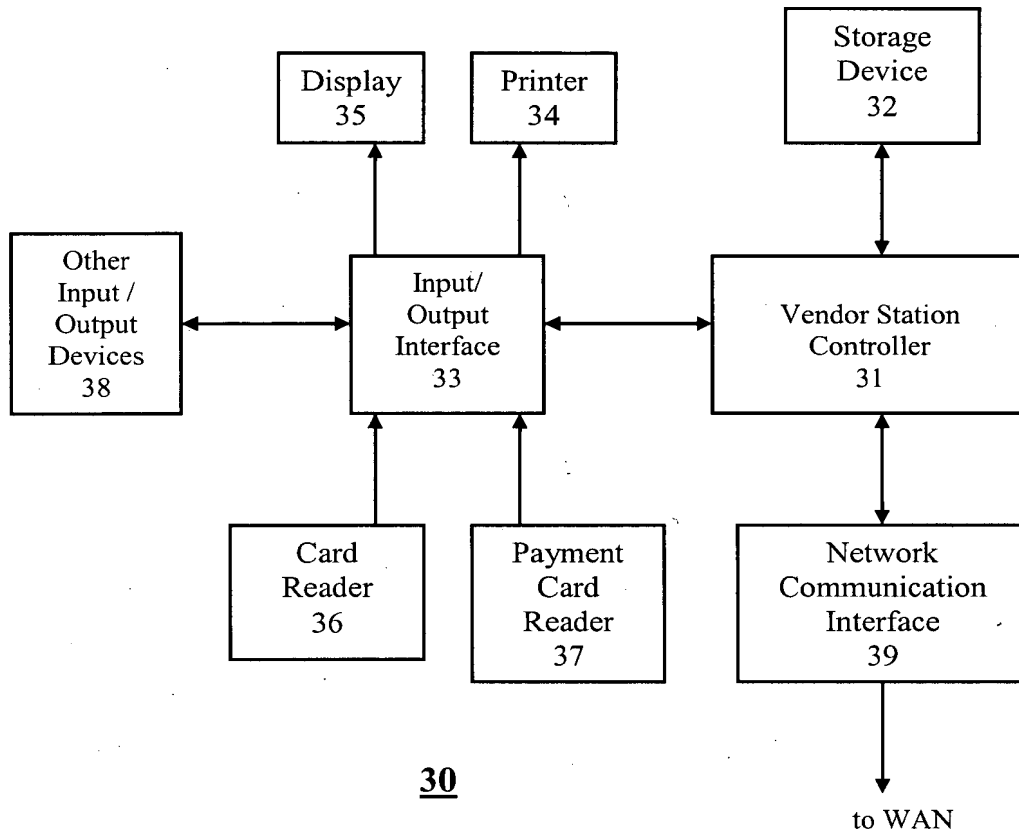 Display
35
Printer
34
Storage
Device
32
Other
Input /
Output
Devices
38
Input/
Output
Interface
33
Vendor Station
Controller
31
Card
Reader
36
Payment
Card
Reader
37
Network
Communication
Interface
39
30
to WAN